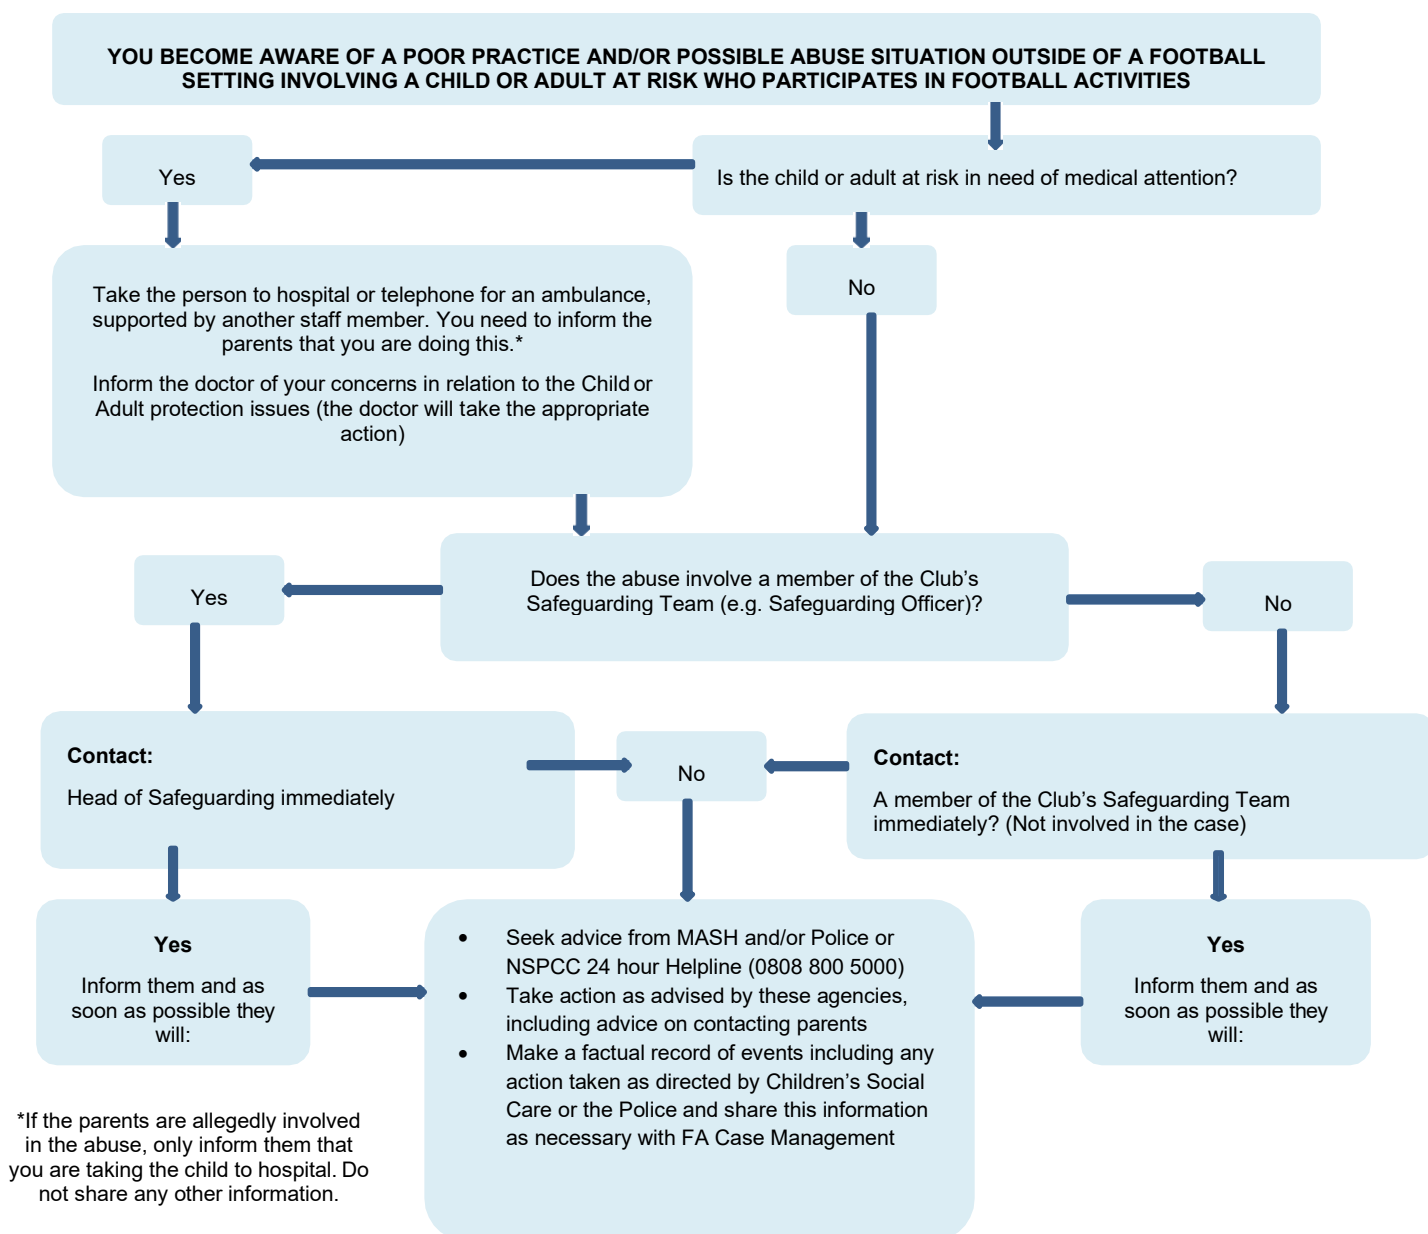 YOU BECOME AWARE OF A POOR PRACTICE AND/OR POSSIBLE ABUSE SITUATION OUTSIDE OF A FOOTBALL
SETTING INVOLVING A CHILD OR ADULT AT RISK WHO PARTICIPATES IN FOOTBALL ACTIVITIES
Is the child or adult at risk in need of medical attention?
Yes
No
Take the person to hospital or telephone for an ambulance,
supported by another staff member. You need to inform the
parents that you are doing this.*
Inform the doctor of your concerns in relation to the Child or
Adult protection issues (the doctor will take the appropriate
action)
Does the abuse involve a member of the Club's
Safeguarding Team (e.g. Safeguarding Officer)?
Yes
No
Contact:
Head of Safeguarding immediately
No
Contact:
A member of the Club's Safeguarding Team
immediately? (Not involved in the case)
Yes
Inform them and as
soon as possible they
will:
• Seek advice from MASH and/or Police or
NSPCC 24 hour Helpline (0808 800 5000)
• Take action as advised by these agencies,
including advice on contacting parents
• Make a factual record of events including any
action taken as directed by Children's Social
Care or the Police and share this information
as necessary with FA Case Management
Yes
Inform them and as
soon as possible they
will:
*If the parents are allegedly involved
in the abuse, only inform them that
you are taking the child to hospital. Do
not share any other information.